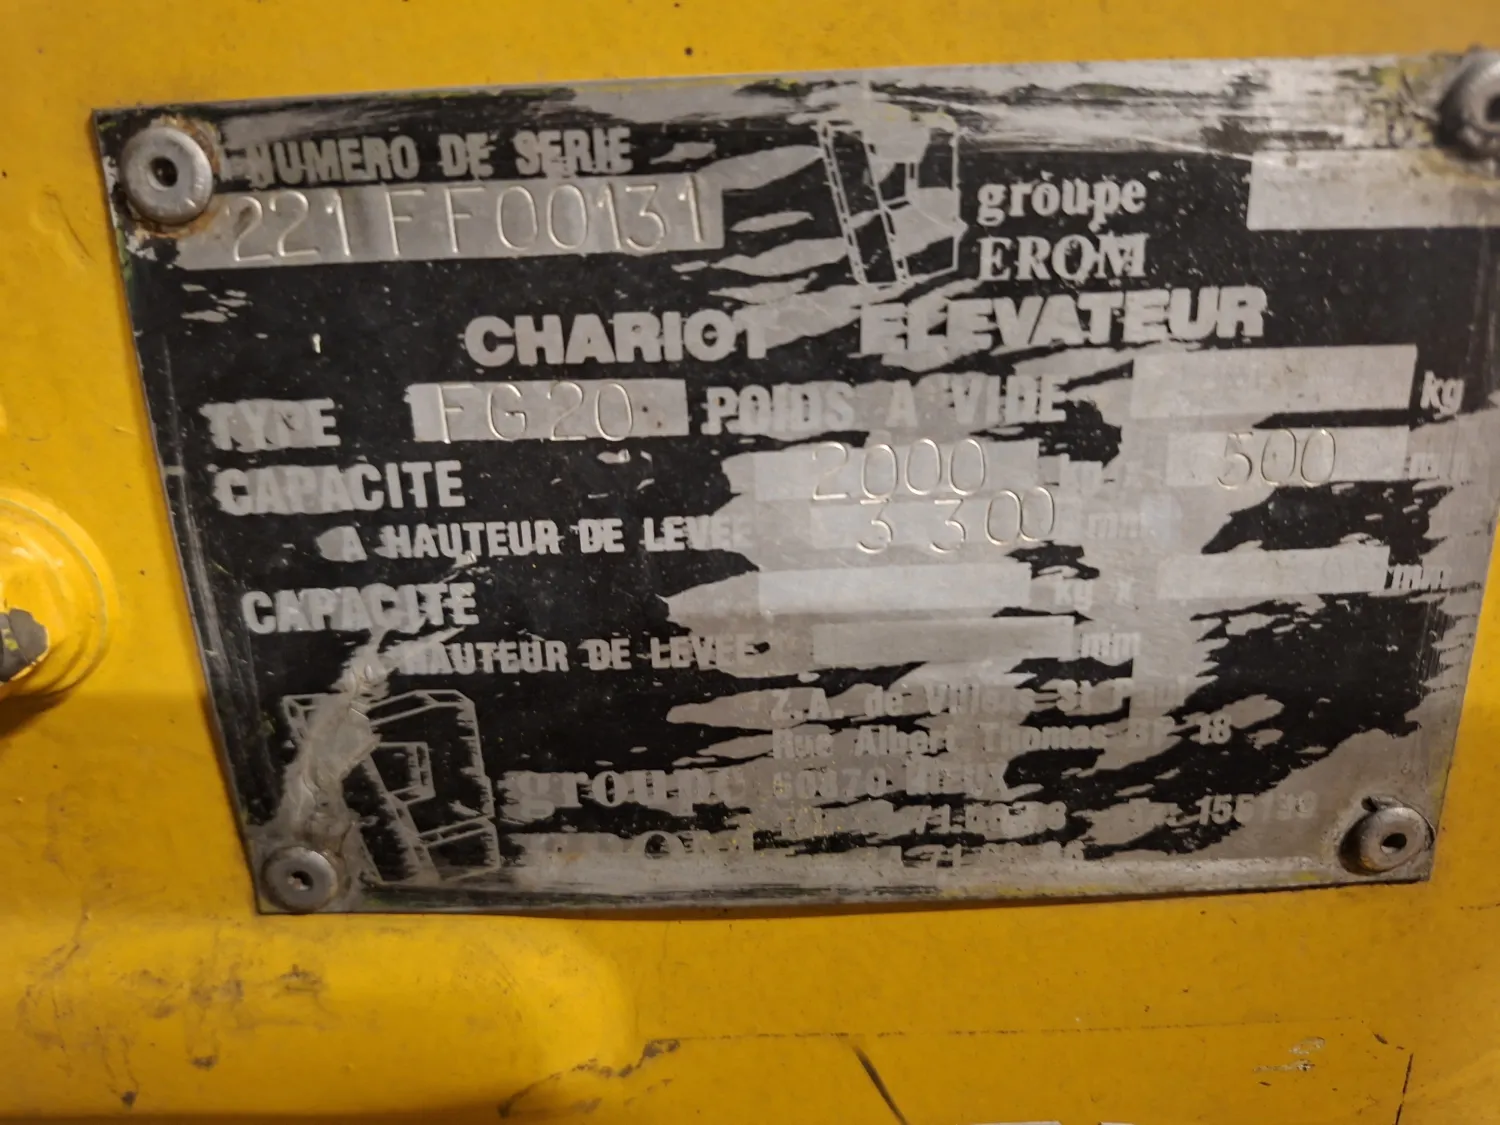 NUMERO DE SERIE
221FF00131
groupe
EROM
CHARIOT ELEVATEUR
TYPE FG20 POIDS A VIDE kg
CAPACITE 2000 500
A HAUTEUR DE LEVEE 3300 mm
CAPACITE kg x mm
HAUTEUR DE LEVEE mm
Z.A. de
Rue Albert Thomas BP 18
groupe